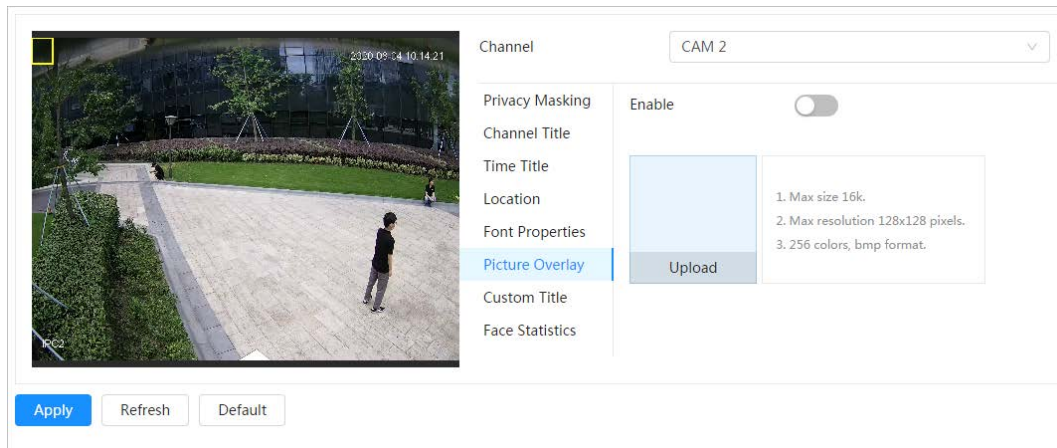 2020-08-04 10:14:21
IPC2
Channel
CAM 2
Privacy Masking
Channel Title
Time Title
Location
Font Properties
Picture Overlay
Custom Title
Face Statistics
Enable
Upload
1. Max size 16k.
2. Max resolution 128x128 pixels.
3. 256 colors, bmp format.
Apply
Refresh
Default